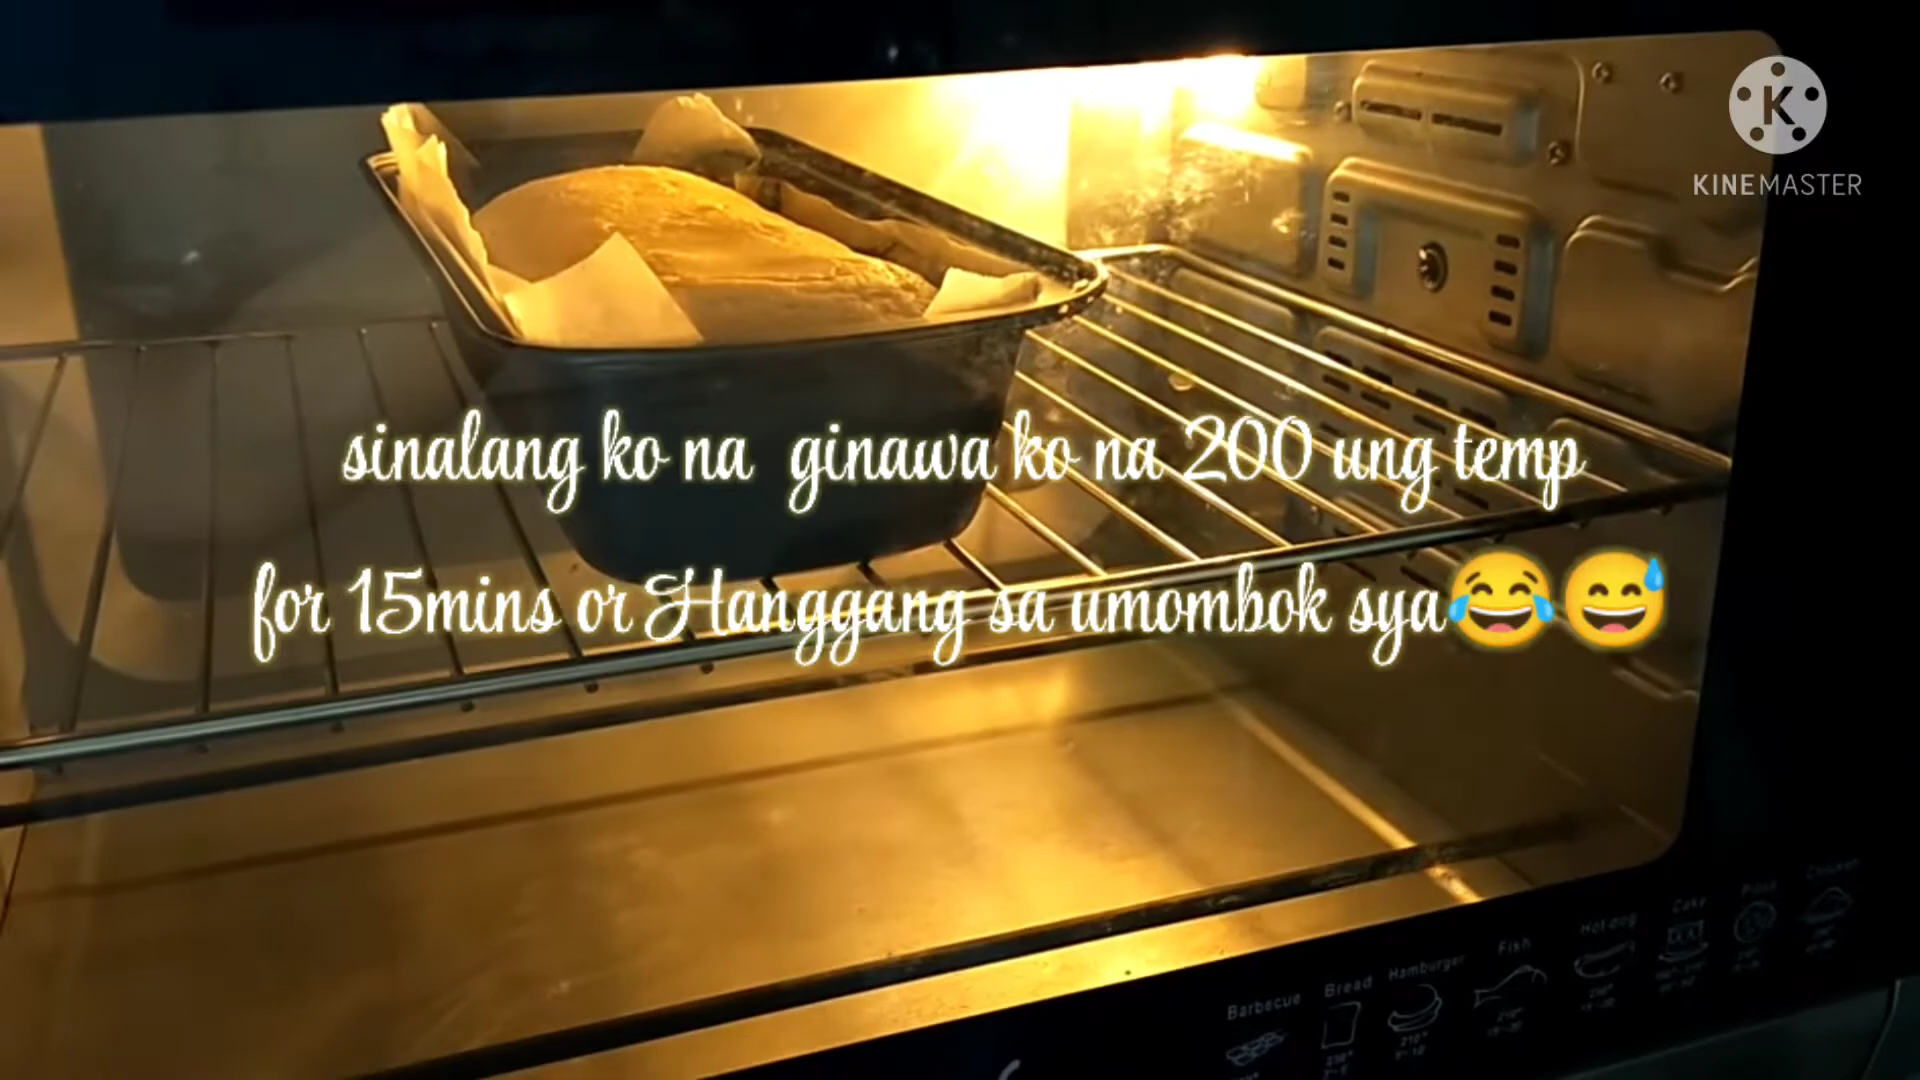 KINEMASTER
sinalang ko na ginawa ko na 200 ung temp
for 15mins or Hanggang sa umombok sya😂😅
Barbecue Bread Hamburger Fish Hot-dog Cake Pizza Chicken